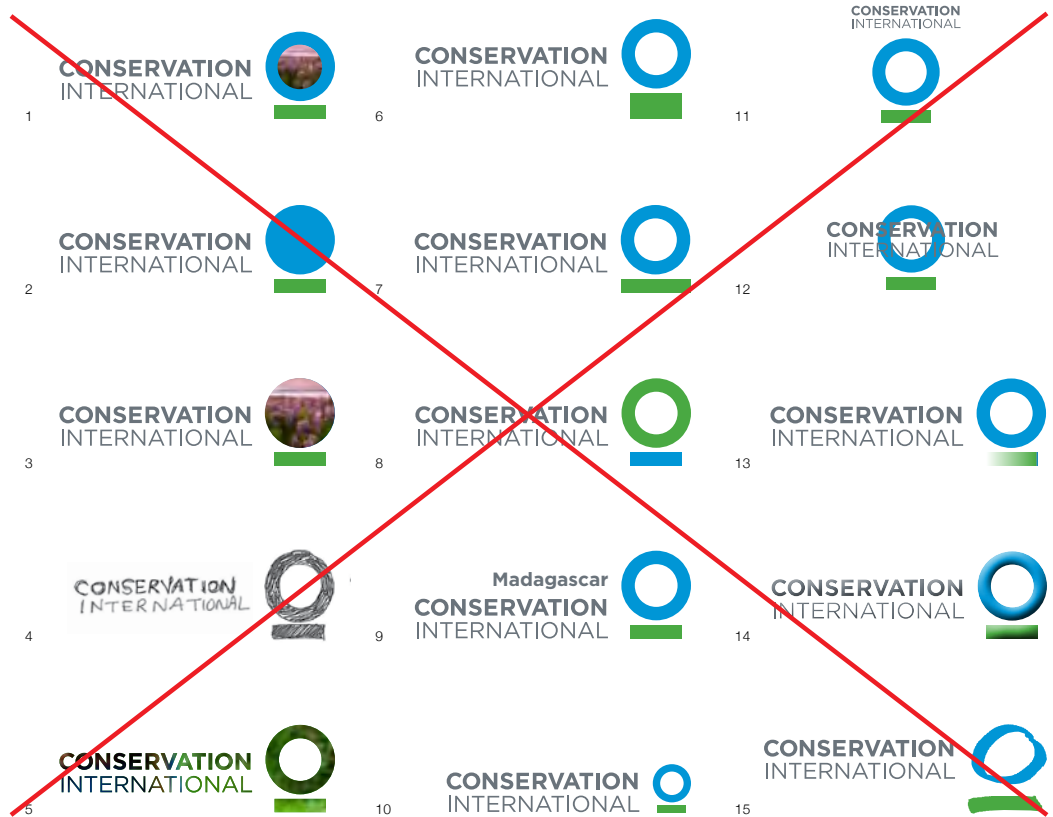 CONSERVATION
INTERNATIONAL
1
CONSERVATION
INTERNATIONAL
2
CONSERVATION
INTERNATIONAL
3
CONSERVATION
INTERNATIONAL
4
CONSERVATION
INTERNATIONAL
5
CONSERVATION
INTERNATIONAL
6
CONSERVATION
INTERNATIONAL
7
CONSERVATION
INTERNATIONAL
8
Madagascar
CONSERVATION
INTERNATIONAL
9
CONSERVATION
INTERNATIONAL
10
CONSERVATION
INTERNATIONAL
11
CONSERVATION
INTERNATIONAL
12
CONSERVATION
INTERNATIONAL
13
CONSERVATION
INTERNATIONAL
14
CONSERVATION
INTERNATIONAL
15